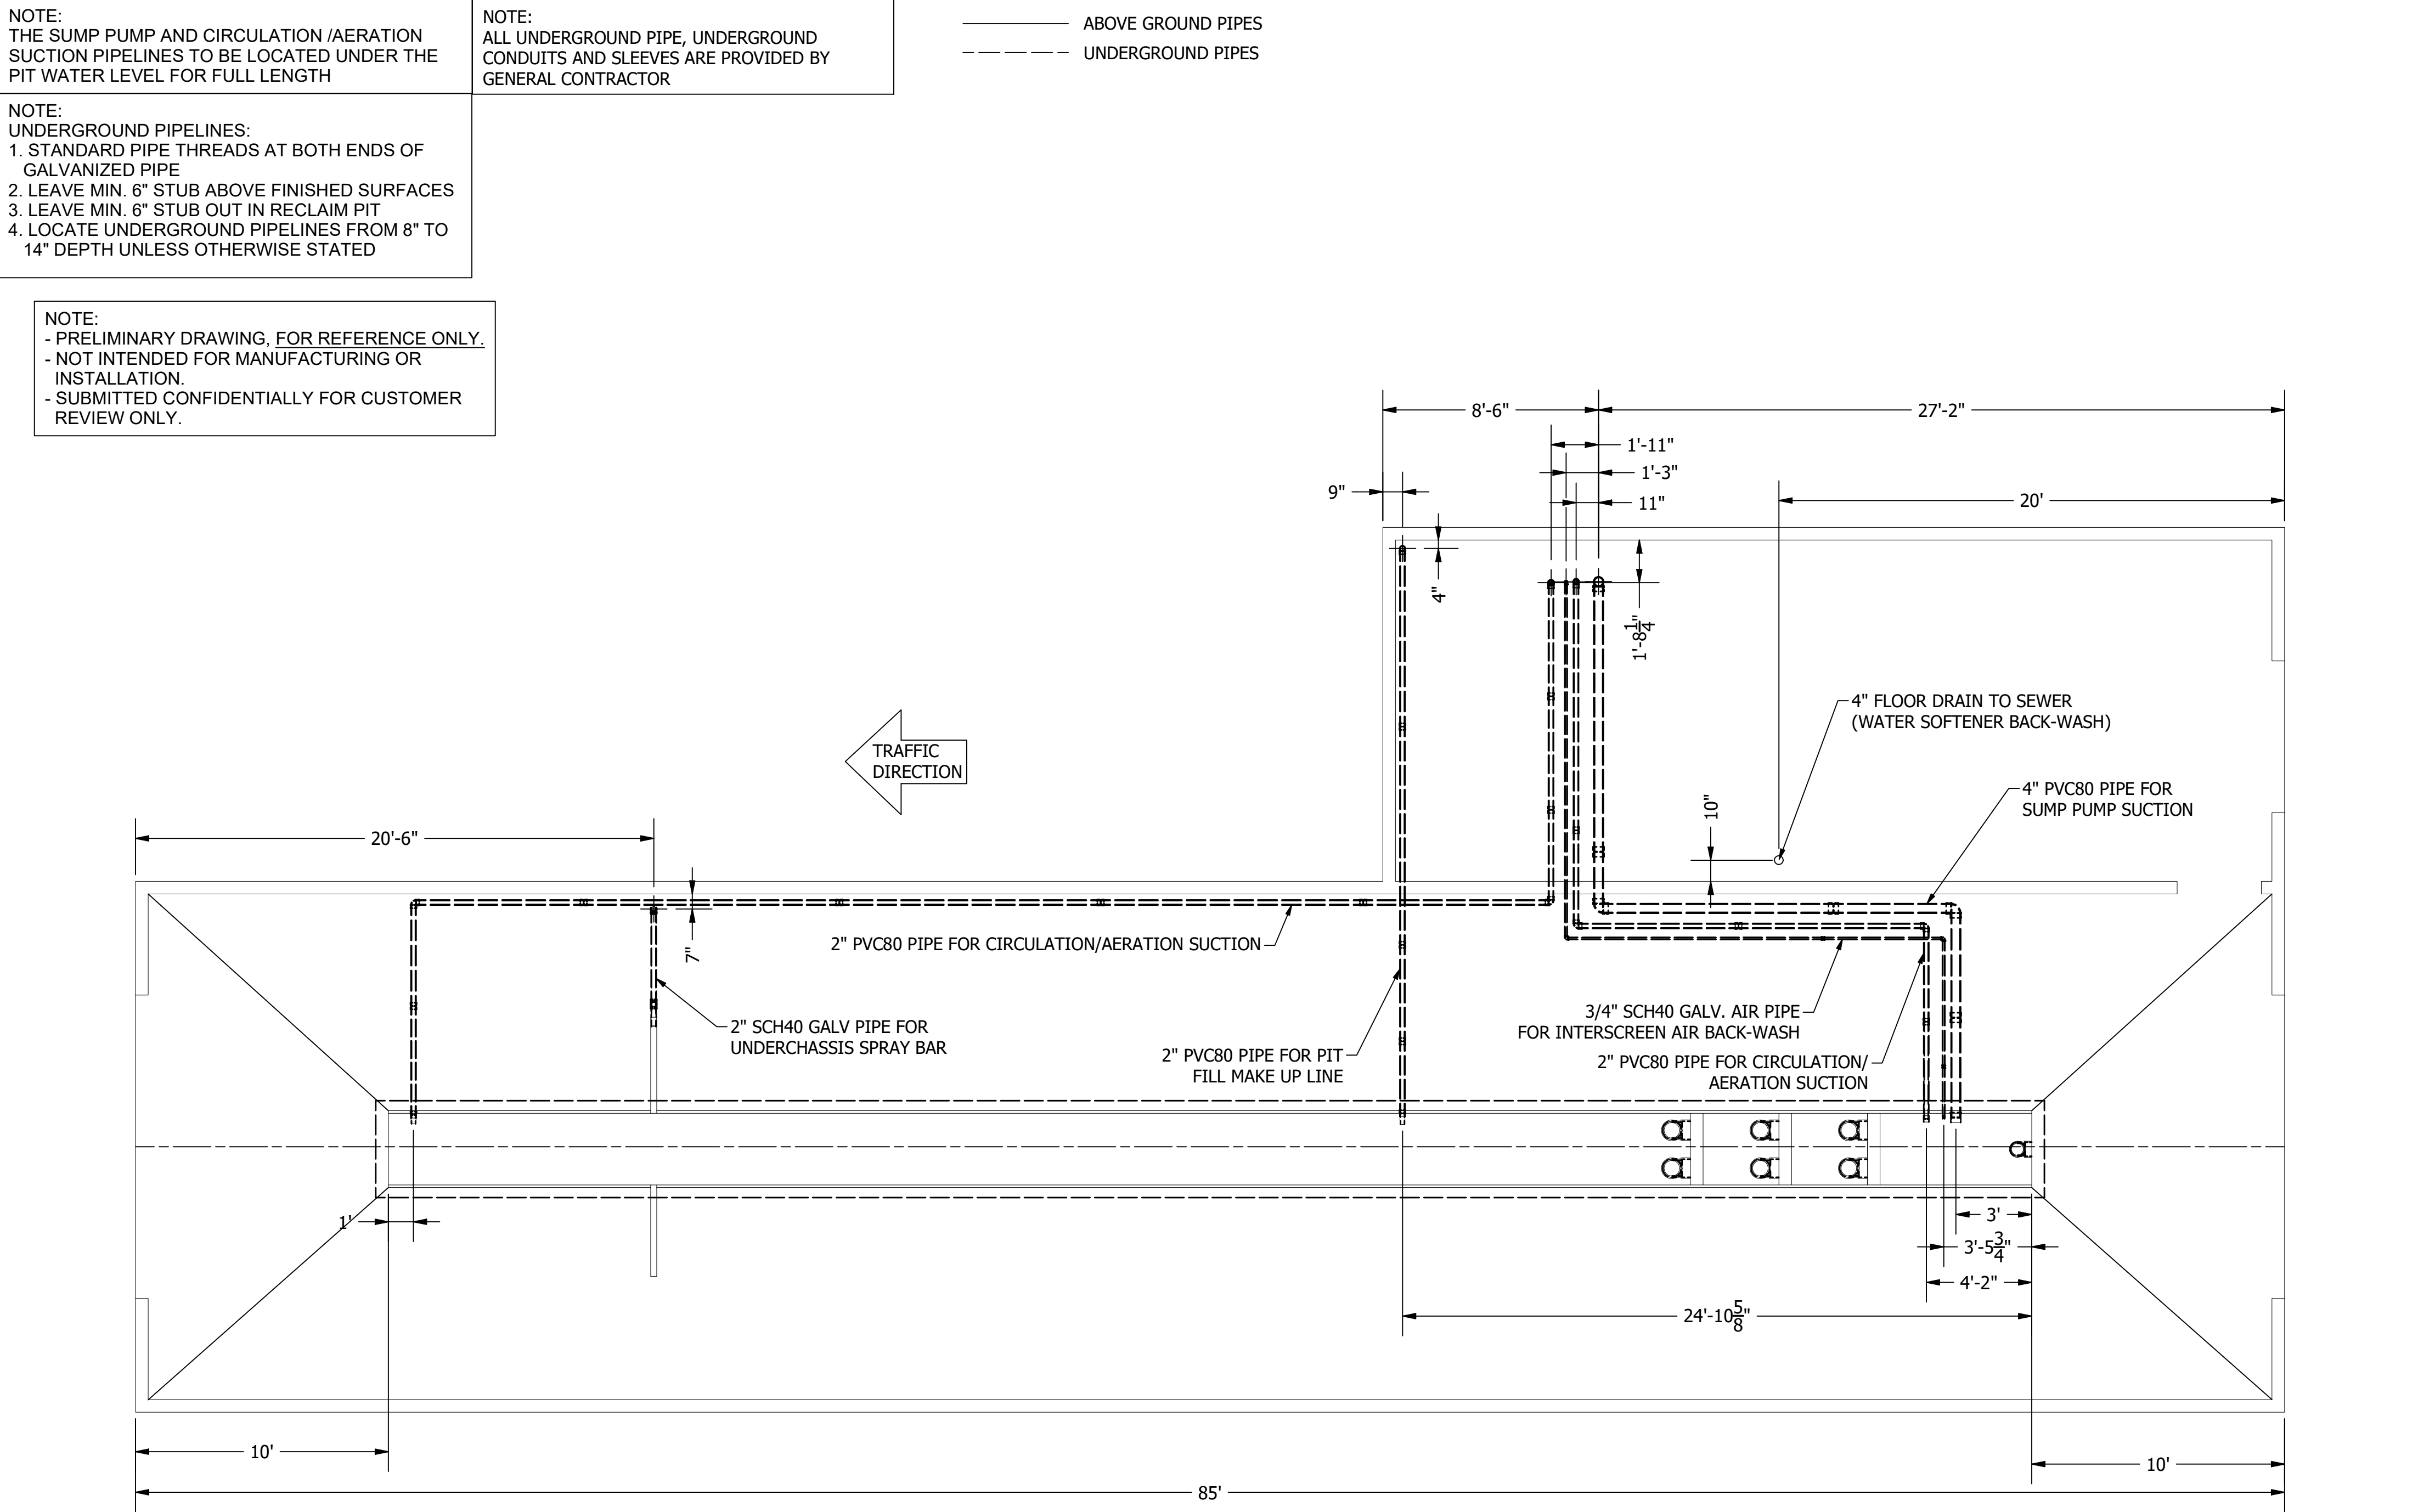 NOTE:
THE SUMP PUMP AND CIRCULATION /AERATION
SUCTION PIPELINES TO BE LOCATED UNDER THE
PIT WATER LEVEL FOR FULL LENGTH
NOTE:
ALL UNDERGROUND PIPE, UNDERGROUND
CONDUITS AND SLEEVES ARE PROVIDED BY
GENERAL CONTRACTOR
ABOVE GROUND PIPES
UNDERGROUND PIPES
NOTE:
UNDERGROUND PIPELINES:
1. STANDARD PIPE THREADS AT BOTH ENDS OF
GALVANIZED PIPE
2. LEAVE MIN. 6" STUB ABOVE FINISHED SURFACES
3. LEAVE MIN. 6" STUB OUT IN RECLAIM PIT
4. LOCATE UNDERGROUND PIPELINES FROM 8" TO
14" DEPTH UNLESS OTHERWISE STATED
NOTE:
- PRELIMINARY DRAWING, FOR REFERENCE ONLY.
- NOT INTENDED FOR MANUFACTURING OR
INSTALLATION.
- SUBMITTED CONFIDENTIALLY FOR CUSTOMER
REVIEW ONLY.
8'-6"
27'-2"
1'-11"
1'-3"
9"
11"
20'
4"
1'-8 1/4"
4" FLOOR DRAIN TO SEWER
(WATER SOFTENER BACK-WASH)
TRAFFIC
DIRECTION
10"
4" PVC80 PIPE FOR
SUMP PUMP SUCTION
20'-6"
7"
2" PVC80 PIPE FOR CIRCULATION/AERATION SUCTION
2" SCH40 GALV PIPE FOR
UNDERCHASSIS SPRAY BAR
2" PVC80 PIPE FOR PIT
FILL MAKE UP LINE
3/4" SCH40 GALV. AIR PIPE
FOR INTERSCREEN AIR BACK-WASH
2" PVC80 PIPE FOR CIRCULATION/
AERATION SUCTION
1'
3'
3'-5 3/4"
4'-2"
24'-10 5/8"
10'
10'
85'